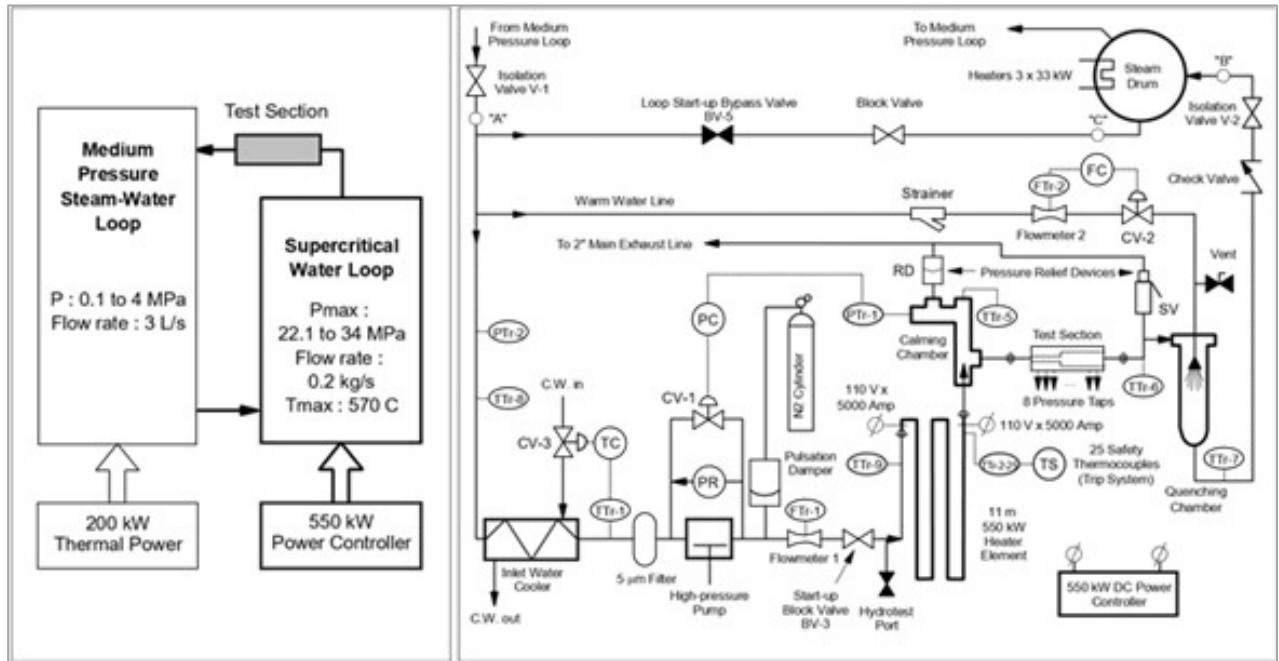 Test Section
Medium
Pressure
Steam-Water
Loop
P : 0.1 to 4 MPa
Flow rate : 3 L/s
Supercritical
Water Loop
Pmax :
22.1 to 34 MPa
Flow rate :
0.2 kg/s
Tmax : 570 C
200 kW
Thermal Power
550 kW
Power Controller
From Medium
Pressure Loop
Isolation
Valve V-1
"A"
To Medium
Pressure Loop
Heaters 3 x 33 kW
Steam
Drum
"B"
Isolation
Valve V-2
Loop Start-up Bypass Valve
BV-5
Block Valve
"C"
Check Valve
Warm Water Line
Strainer
FTr-2
FC
Flowmeter 2
CV-2
To 2" Main Exhaust Line
RD
Pressure Relief Devices
Vent
SV
PC
PTr-1
TTr-5
Calming
Chamber
Test Section
8 Pressure Taps
TTr-6
PTr-2
TTr-8
C.W. in
CV-3
TC
TTr-1
CV-1
PR
N2 Cylinder
Pulsation
Damper
110 V x
5000 Amp
110 V x 5000 Amp
TTr-9
TTr-2-25
TS
25 Safety
Thermocouples
(Trip System)
TTr-7
Quenching
Chamber
11 m
550 kW
Heater
Element
FTr-1
Flowmeter 1
Inlet Water
Cooler
5 μm Filter
High-pressure
Pump
Start-up
Block Valve
BV-3
Hydrotest
Port
C.W. out
550 kW DC Power
Controller